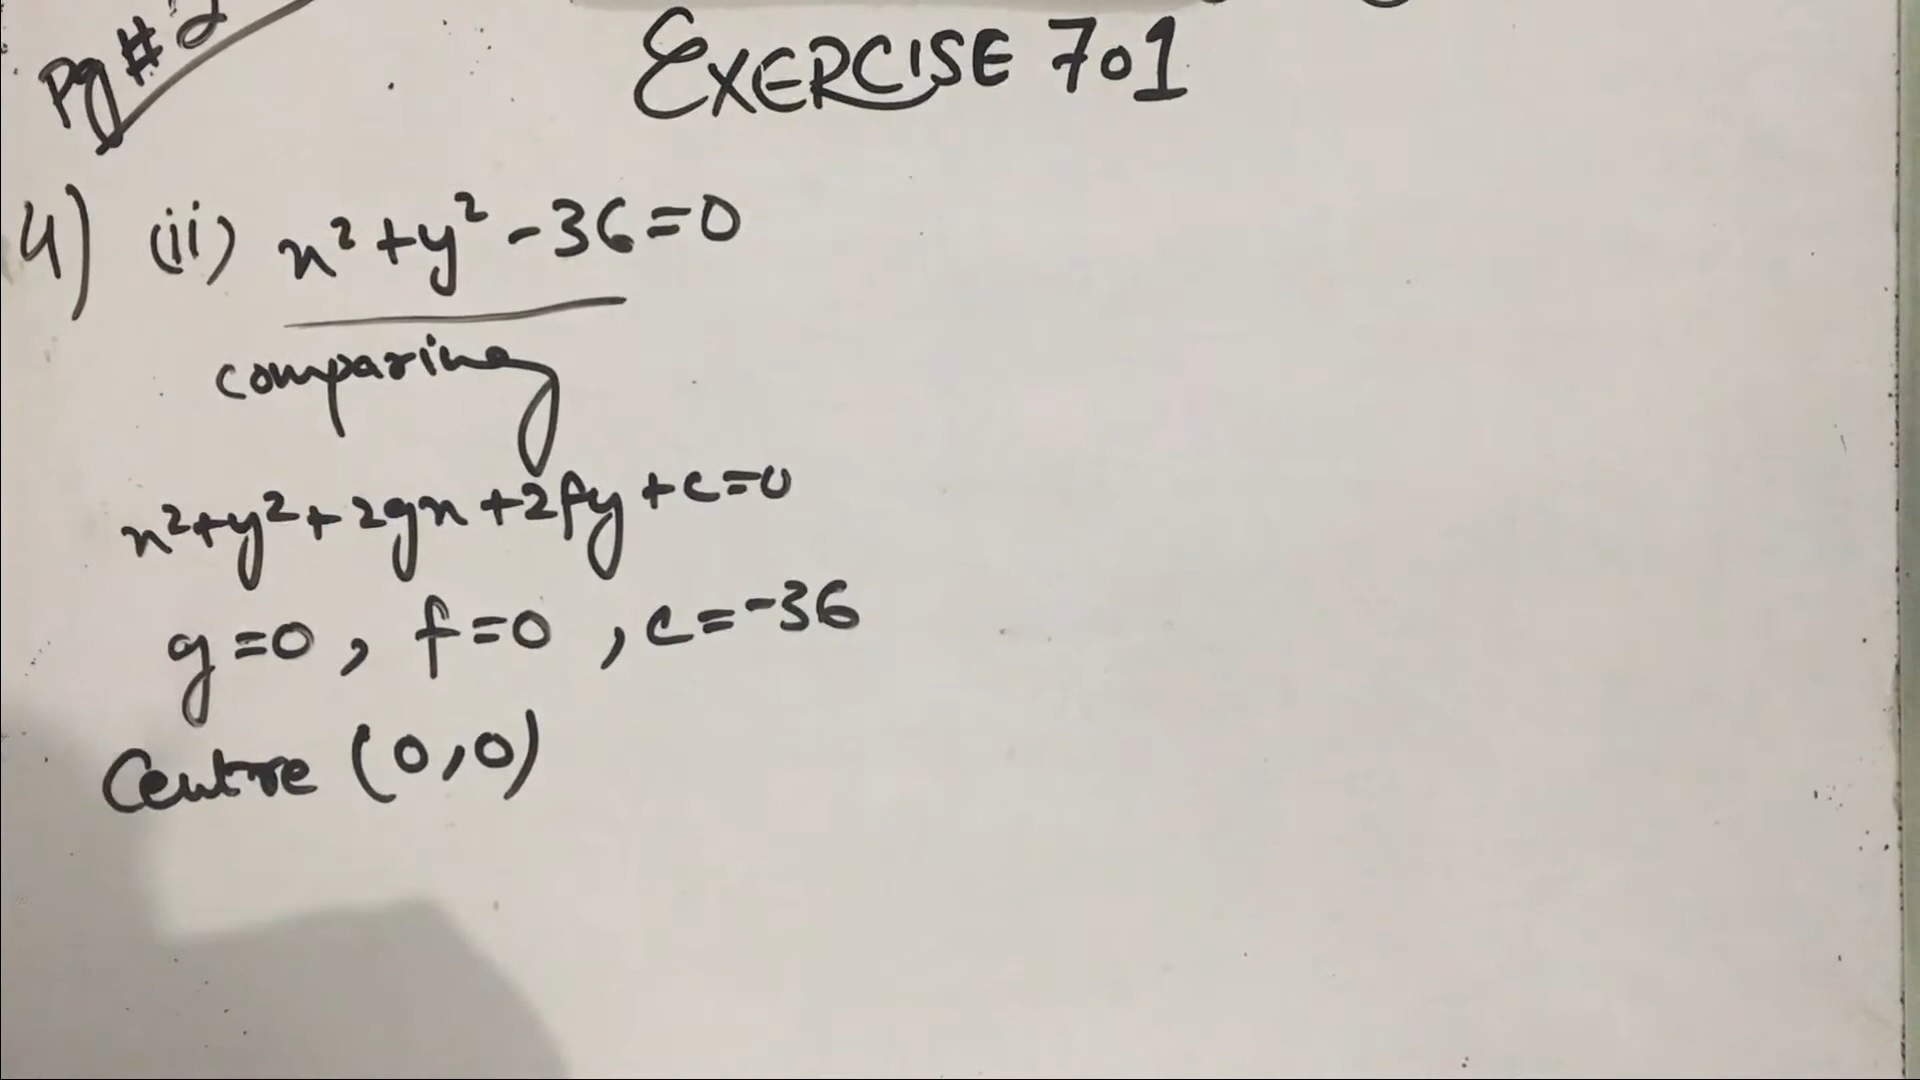 Pg # 2
EXERCISE 7.1
4) (ii) x² + y² - 36 = 0
comparing
x² + y² + 2gx + 2fy + c = 0
g = 0 , f = 0 , c = -36
Centre (0,0)